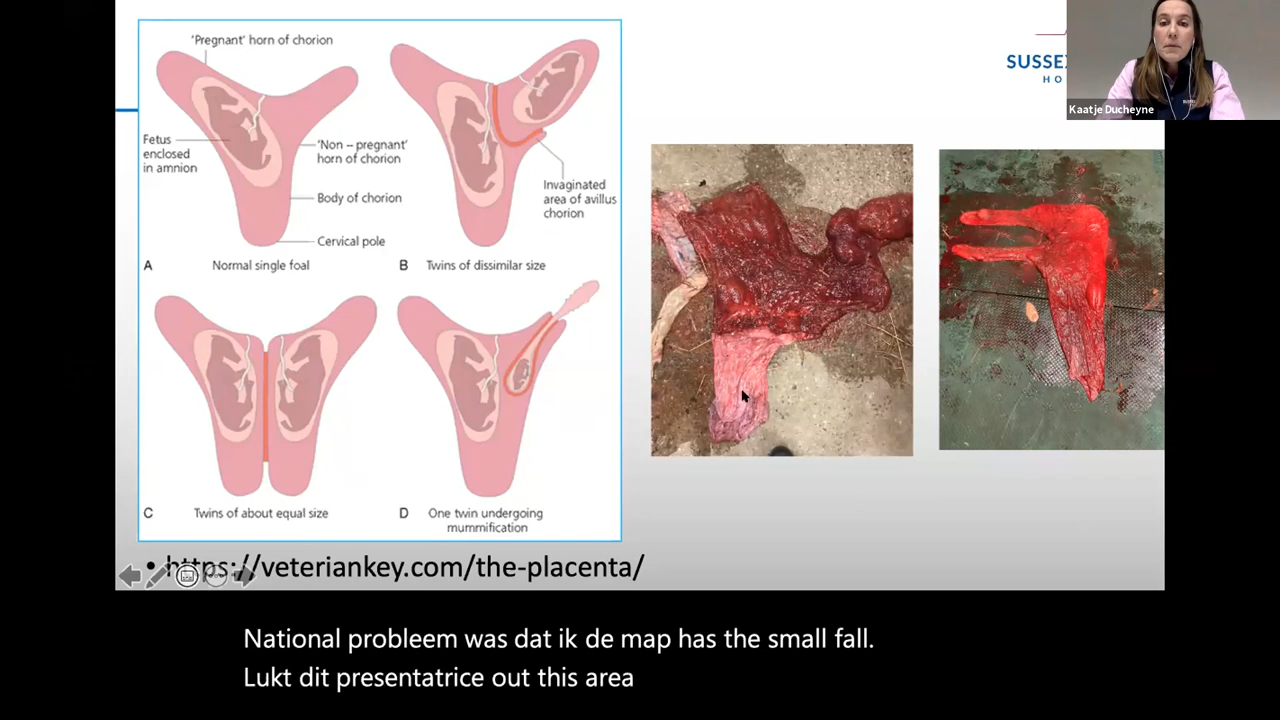 'Pregnant' horn of chorion
Fetus
enclosed
in amnion
'Non – pregnant'
horn of chorion
Body of chorion
Cervical pole
A
Normal single foal
Invaginated
area of avillus
chorion
B
Twins of dissimilar size
C
Twins of about equal size
D
One twin undergoing
mummification
HO
Kaatje Ducheyne
• https://veteriankey.com/the-placenta/
National probleem was dat ik de map has the small fall.
Lukt dit presentatrice out this area